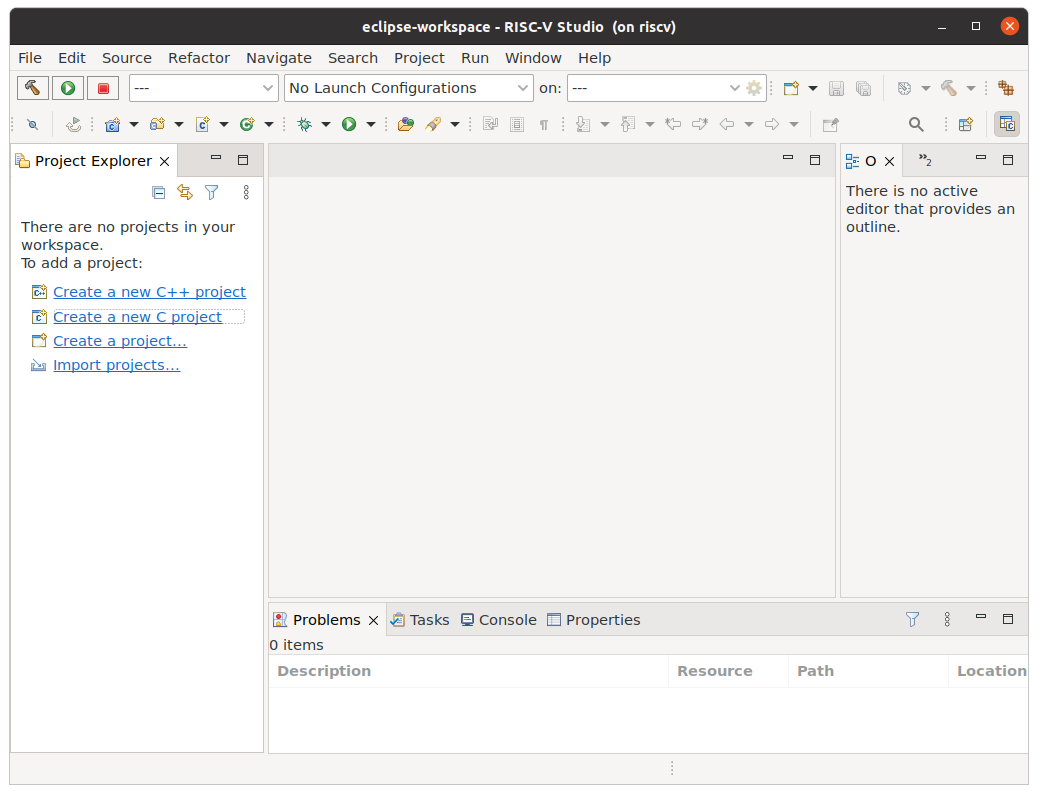 eclipse-workspace - RISC-V Studio (on riscv)
File Edit Source Refactor Navigate Search Project Run Window Help
--- No Launch Configurations on: ---
Project Explorer
O »2
There are no projects in your
workspace.
To add a project:
Create a new C++ project
Create a new C project
Create a project...
Import projects...
There is no active
editor that provides an
outline.
Problems Tasks Console Properties
0 items
Description Resource Path Location